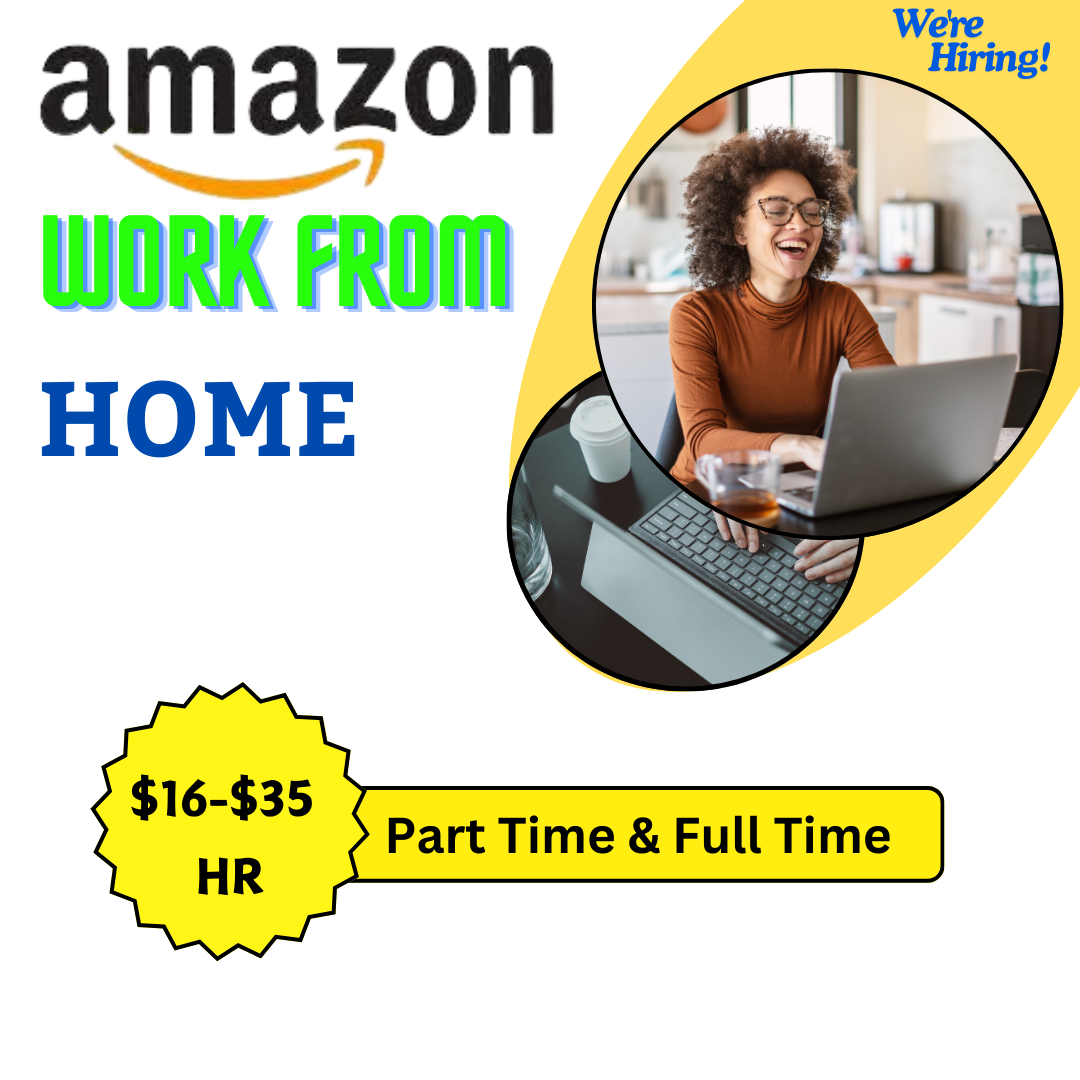 We're
Hiring!
amazon
WORK FROM
HOME
$16-$35
HR
Part Time & Full Time